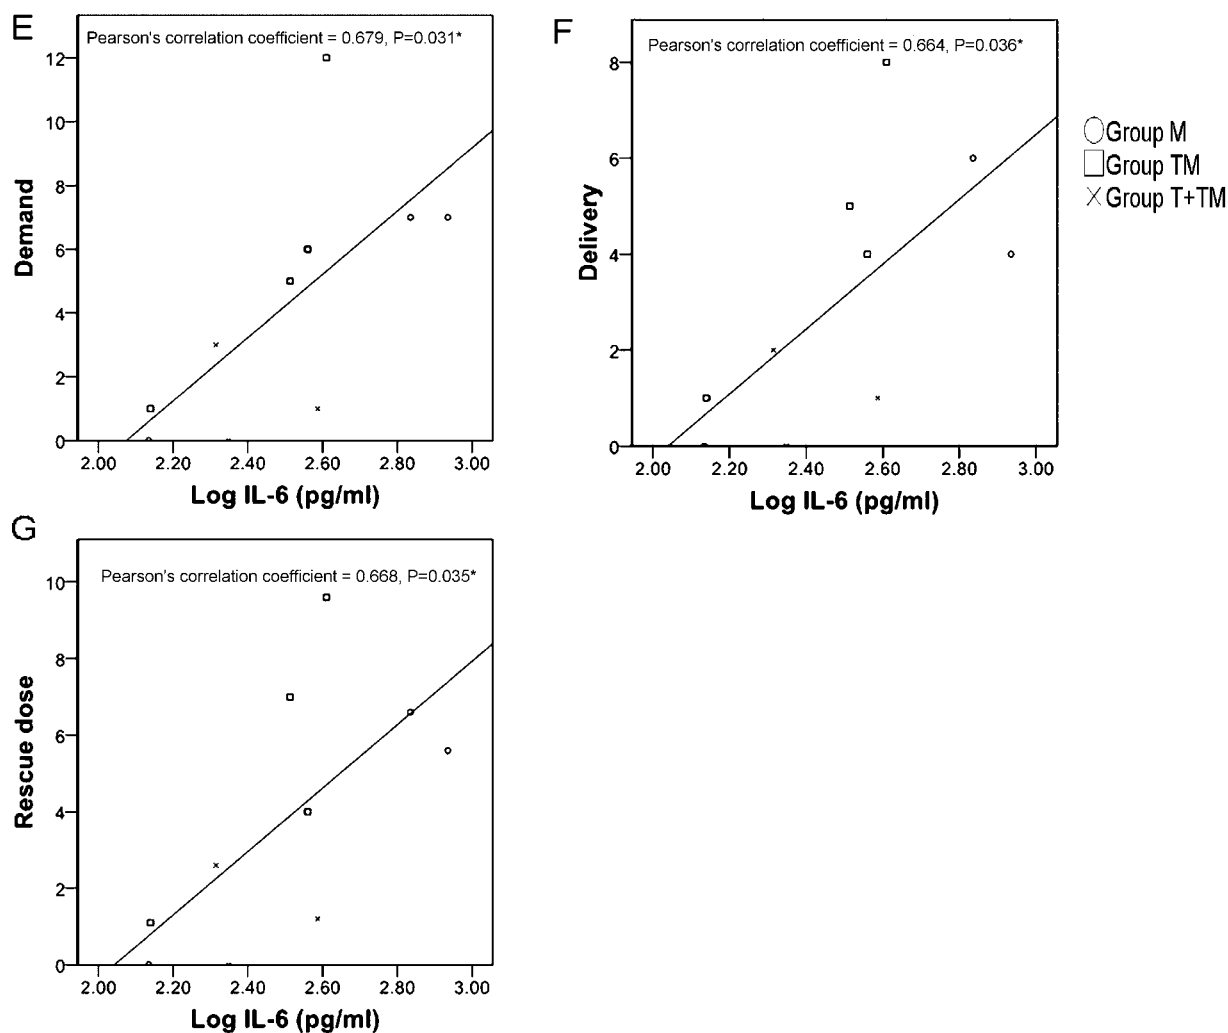 E
Pearson's correlation coefficient = 0.679, P=0.031*
12
10
8
6
4
2
0
Demand
2.00 2.20 2.40 2.60 2.80 3.00
Log IL-6 (pg/ml)
F
Pearson's correlation coefficient = 0.664, P=0.036*
8
6
4
2
0
Delivery
2.00 2.20 2.40 2.60 2.80 3.00
Log IL-6 (pg/ml)
Group M
Group TM
Group T+TM
G
Pearson's correlation coefficient = 0.668, P=0.035*
10
8
6
4
2
0
Rescue dose
2.00 2.20 2.40 2.60 2.80 3.00
Log IL-6 (pg/ml)